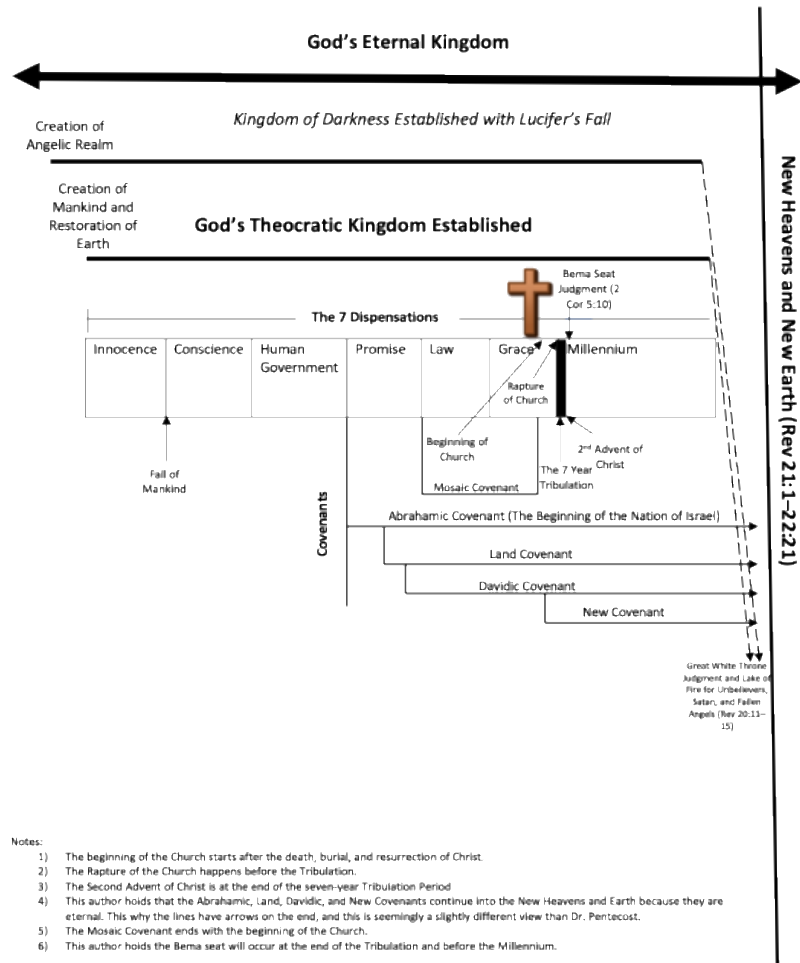 God's Eternal Kingdom
Kingdom of Darkness Established with Lucifer's Fall
Creation of
Angelic Realm
Creation of
Mankind and
Restoration of
Earth
God's Theocratic Kingdom Established
Bema Seat
Judgment (2
Cor 5:10)
The 7 Dispensations
Innocence
Conscience
Human
Government
Promise
Law
Grace
Millennium
Rapture
of Church
Beginning of
Church
Fall of
Mankind
2nd Advent of
Christ
The 7 Year
Tribulation
Mosaic Covenant
Covenants
Abrahamic Covenant (The Beginning of the Nation of Israel)
Land Covenant
Davidic Covenant
New Covenant
New Heavens and New Earth (Rev 21:1–22:21)
Great White Throne
Judgment and Lake of
Fire for Unbelievers,
Satan, and Fallen
Angels (Rev 20:11–
15)
Notes:
1) The beginning of the Church starts after the death, burial, and resurrection of Christ.
2) The Rapture of the Church happens before the Tribulation.
3) The Second Advent of Christ is at the end of the seven-year Tribulation Period
4) This author holds that the Abrahamic, Land, Davidic, and New Covenants continue into the New Heavens and Earth because they are
eternal. This why the lines have arrows on the end, and this is seemingly a slightly different view than Dr. Pentecost.
5) The Mosaic Covenant ends with the beginning of the Church.
6) This author holds the Bema seat will occur at the end of the Tribulation and before the Millennium.